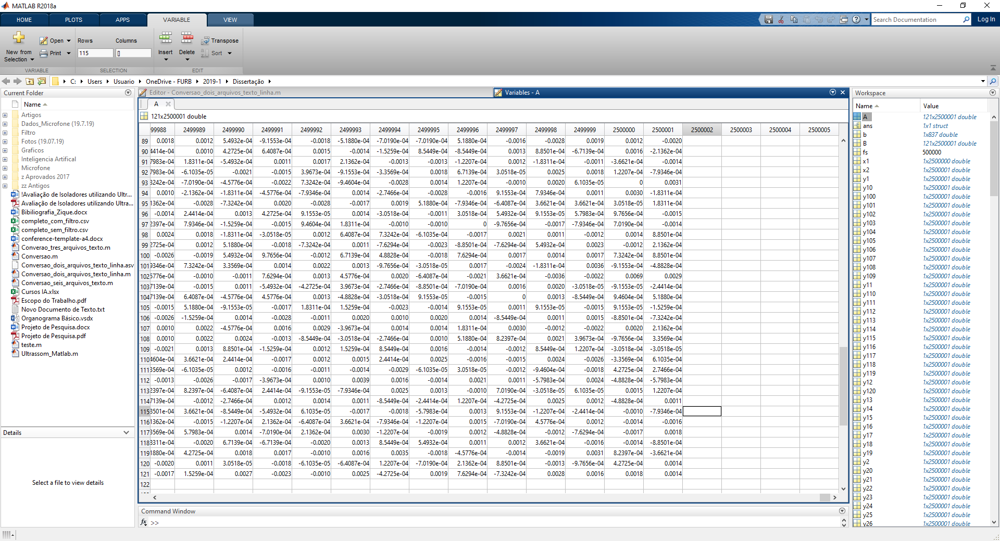 MATLAB R2018a
HOME PLOTS APPS VARIABLE VIEW
Search Documentation Log In
New from Selection
Open
Print
Rows Columns
115 []
Insert Delete
Transpose
Sort
VARIABLE SELECTION EDIT
C: Users Usuario OneDrive - FURB 2019-1 Dissertação
Current Folder
Name
Artigos
Dados_Microfone (19.7.19)
Filtro
Fotos (19.07.19)
Graficos
Inteligencia Artifical
Microfone
z Aprovados 2017
zz Antigos
!Avaliação de Isoladores utilizando Ultr...
Avaliação de Isoladores utilizando Ultra...
Bibiliografia_Zique.docx
completo_com_filtro.csv
completo_sem_filtro.csv
conference-template-a4.docx
Converao_tres_arquivos_texto.m
Conversao.m
Conversao_dois_arquivos_texto_linha.asv
Conversao_dois_arquivos_texto_linha.m
Conversao_seis_arquivos_texto.m
Cursos IA.xlsx
Escopo do Trabalho.pdf
Novo Documento de Texto.txt
Organograma Básico.vsdx
Projeto de Pesquisa.docx
Projeto de Pesquisa.pdf
teste.m
Ultrassom_Matlab.m
Details
Select a file to view details
Editor - Conversao_dois_arquivos_texto_linha.m
Variables - A
A
121x2500001 double
99988 2499989 2499990 2499991 2499992 2499993 2499994 2499995 2499996 2499997 2499998 2499999 2500000 2500001 2500002 2500003 2500004 2500005
89 0.0018 0.0012 5.4932e-04 -9.1553e-04 -0.0018 -5.1880e-04 -7.0190e-04 -7.0190e-04 5.1880e-04 -0.0016 -0.0028 0.0019 0.0012 -0.0020
90 4414e-04 0.0010 4.2725e-04 6.4087e-04 0.0015 -0.0014 -1.5259e-04 8.5449e-04 -8.5449e-04 0.0013 8.8501e-04 -6.7139e-04 0.0016 -2.1362e-04
91 7983e-04 1.8311e-04 -5.4932e-04 0.0011 0.0017 2.1362e-04 -0.0013 -0.0013 -1.2207e-04 0.0012 -1.8311e-04 -0.0011 -3.6621e-04 -0.0014
92 7983e-04 -6.1035e-05 -0.0021 -0.0015 3.9673e-04 -9.1553e-04 -3.3569e-04 0.0018 6.7139e-04 3.0518e-05 0.0025 0.0018 1.2207e-04 -7.9346e-04
93 3242e-04 -7.0190e-04 -4.5776e-04 -0.0022 7.3242e-04 -9.4604e-04 -0.0028 0.0014 1.2207e-04 -0.0010 0.0020 6.1035e-05 0 0.0031
94 0.0010 -2.1362e-04 -1.8311e-04 -4.5776e-04 -7.9346e-04 0.0014 -2.7466e-04 -0.0028 -0.0016 9.1553e-04 7.9346e-04 0.0011 0.0030 -1.8311e-04
95 1362e-04 -0.0028 -7.3242e-04 0.0020 -0.0028 -0.0017 0.0019 5.1880e-04 -7.9346e-04 -6.4087e-04 3.6621e-04 3.6621e-04 3.0518e-05 1.8311e-04
96 -0.0014 2.4414e-04 0.0013 4.2725e-04 9.1553e-05 0.0014 -3.0518e-04 -0.0011 3.0518e-04 5.4932e-04 9.1553e-05 5.7983e-04 9.7656e-04 -0.0015
97 2397e-04 7.9346e-04 -1.5259e-04 -0.0015 9.4604e-04 1.8311e-04 -0.0010 -0.0010 0 -9.7656e-04 -0.0017 -7.9346e-04 7.0190e-04 -0.0014
98 0.0024 0.0018 -1.8311e-04 -3.0518e-05 0.0012 6.4087e-04 7.3242e-04 -6.1035e-04 -0.0017 0.0021 0.0011 -0.0012 0.0014 8.8501e-04
99 2725e-04 0.0012 5.1880e-04 -0.0018 -7.3242e-04 0.0011 -7.6294e-04 -0.0023 -8.8501e-04 -7.6294e-04 5.4932e-04 0.0023 -0.0012 2.1362e-04
100 -0.0026 -0.0019 5.4932e-04 9.7656e-04 -0.0012 6.7139e-04 4.8828e-04 -0.0018 7.6294e-04 0.0017 0.0014 0.0017 7.3242e-04 8.8501e-04
101 9346e-04 7.3242e-04 3.3569e-04 0.0014 0.0022 0.0013 -9.7656e-04 -3.0518e-05 0.0017 -0.0024 -1.8311e-04 0.0036 -9.1553e-04 -4.8828e-04
102 5776e-04 -0.0010 -0.0011 7.6294e-04 0.0013 4.5776e-04 0.0020 -6.4087e-04 -0.0021 3.6621e-04 -0.0036 -0.0022 0.0069 0.0029
103 7139e-04 -0.0015 0.0011 -5.4932e-04 -4.2725e-04 3.9673e-04 -2.7466e-04 -8.8501e-04 -7.0190e-04 0.0016 0.0020 -3.0518e-05 -9.1553e-05 -2.4414e-04
104 7139e-04 6.4087e-04 -4.5776e-04 4.5776e-04 0.0013 -4.8828e-04 -3.0518e-04 9.1553e-05 -0.0015 0 0.0013 -8.5449e-04 9.4604e-04 5.1880e-04
105 -0.0015 5.1880e-04 -9.1553e-05 -0.0017 1.8311e-04 1.5259e-04 -0.0023 -0.0014 9.1553e-05 0.0011 9.1553e-05 -0.0015 9.1553e-05 -1.5259e-04
106 -0.0026 -1.5259e-04 0.0014 -0.0028 -0.0011 0.0020 0.0010 0.0020 0.0014 -8.5449e-04 0.0011 0.0015 -8.8501e-04 -7.3242e-04
107 0.0010 0.0022 -4.5776e-04 0.0016 0.0029 -3.9673e-04 0.0014 0.0014 1.8311e-04 0.0030 -0.0012 -0.0022 0.0020 2.1362e-04
108 0.0010 0.0022 0.0024 -0.0013 -8.5449e-04 -3.0518e-04 -2.7466e-04 0.0010 5.1880e-04 8.2397e-04 0.0021 3.9673e-04 -9.7656e-04 3.3569e-04
109 -0.0021 0.0013 8.8501e-04 -1.5259e-04 0.0012 1.5259e-04 8.5449e-04 0.0016 -0.0014 -0.0012 8.5449e-04 1.2207e-04 -3.0518e-04 -3.0518e-05
110 4604e-04 3.6621e-04 2.4414e-04 -0.0017 0.0012 0.0015 2.4414e-04 0.0025 -0.0016 -0.0015 0.0024 -0.0026 -3.3569e-04 6.1035e-04
111 3569e-04 -6.1035e-05 0.0012 -0.0016 -0.0011 -0.0014 -0.0029 -6.1035e-05 3.0518e-05 -0.0012 -9.4604e-04 -0.0018 4.2725e-04 2.7466e-04
112 -0.0013 -0.0026 -0.0017 -3.9673e-04 0.0010 0.0039 0.0016 -0.0014 0.0021 0.0011 -5.7983e-04 0.0024 -4.8828e-04 -5.7983e-04
113 2397e-04 8.2397e-04 -6.4087e-04 2.4414e-04 -9.1553e-05 -7.9346e-04 0.0025 0.0013 -0.0010 7.0190e-04 -3.0518e-05 6.1035e-04 0.0015 1.2207e-04
114 7139e-04 -0.0012 -2.7466e-04 0.0012 0.0014 0.0011 -8.5449e-04 -2.4414e-04 1.2207e-04 -4.2725e-04 0.0025 0.0012 -4.8828e-04 0.0011
115 8501e-04 3.6621e-04 -8.5449e-04 -5.4932e-04 6.1035e-05 -0.0017 -0.0018 -5.7983e-04 0.0013 9.1553e-04 -1.2207e-04 -2.4414e-04 -0.0010 -7.9346e-04
116 1362e-04 -0.0015 -1.2207e-04 2.1362e-04 -6.4087e-04 3.6621e-04 -7.9346e-04 -1.2207e-04 0.0015 -7.0190e-04 4.5776e-04 0.0012 -0.0014 -0.0016
117 3569e-04 5.7983e-04 0.0014 -7.0190e-04 2.1362e-04 0.0030 -1.2207e-04 -0.0019 0.0012 -4.8828e-04 -0.0012 -7.6294e-04 -0.0017 0.0018
118 8311e-04 -0.0020 6.7139e-04 -6.7139e-04 -0.0020 0.0013 8.5449e-04 5.4932e-04 0.0011 0.0012 3.6621e-04 -0.0016 -0.0014 -8.8501e-04
119 1880e-04 4.2725e-04 0.0018 0.0017 -0.0010 0.0016 0.0035 -0.0018 -4.5776e-04 -0.0014 -0.0019 0.0031 8.2397e-04 -3.6621e-04
120 -0.0020 0.0011 3.0518e-05 -0.0018 -6.1035e-05 -6.4087e-04 1.2207e-04 -7.0190e-04 2.1362e-04 8.8501e-04 -0.0013 -9.7656e-04 4.2725e-04 0.0014
121 -0.0017 1.5259e-04 0.0027 -0.0023 -0.0010 0.0025 -4.2725e-04 0.0019 7.6294e-04 -7.3242e-04 0.0028 0.0016 0.0018 0.0014
122
Command Window
fx >>
Workspace
Name Value
A 121x2500001 double
ans 1x1 struct
b 1x837 double
B 121x2500001 double
fs 500000
x1 1x2500000 double
x2 1x2500001 double
y1 1x2500001 double
y10 1x2500001 double
y100 1x2500001 double
y101 1x2500001 double
y102 1x2500001 double
y103 1x2500001 double
y104 1x2500001 double
y105 1x2500001 double
y106 1x2500001 double
y107 1x2500001 double
y108 1x2500001 double
y109 1x2500001 double
y11 1x2500001 double
y110 1x2500001 double
y111 1x2500001 double
y112 1x2500001 double
y113 1x2500001 double
y114 1x2500001 double
y115 1x2500001 double
y116 1x2500001 double
y117 1x2500001 double
y118 1x2500001 double
y119 1x2500001 double
y12 1x2500001 double
y120 1x2500001 double
y13 1x2500001 double
y14 1x2500001 double
y15 1x2500001 double
y16 1x2500001 double
y17 1x2500001 double
y18 1x2500001 double
y19 1x2500001 double
y2 1x2500001 double
y20 1x2500001 double
y21 1x2500001 double
y22 1x2500001 double
y23 1x2500001 double
y24 1x2500001 double
y25 1x2500001 double
y26 1x2500001 double